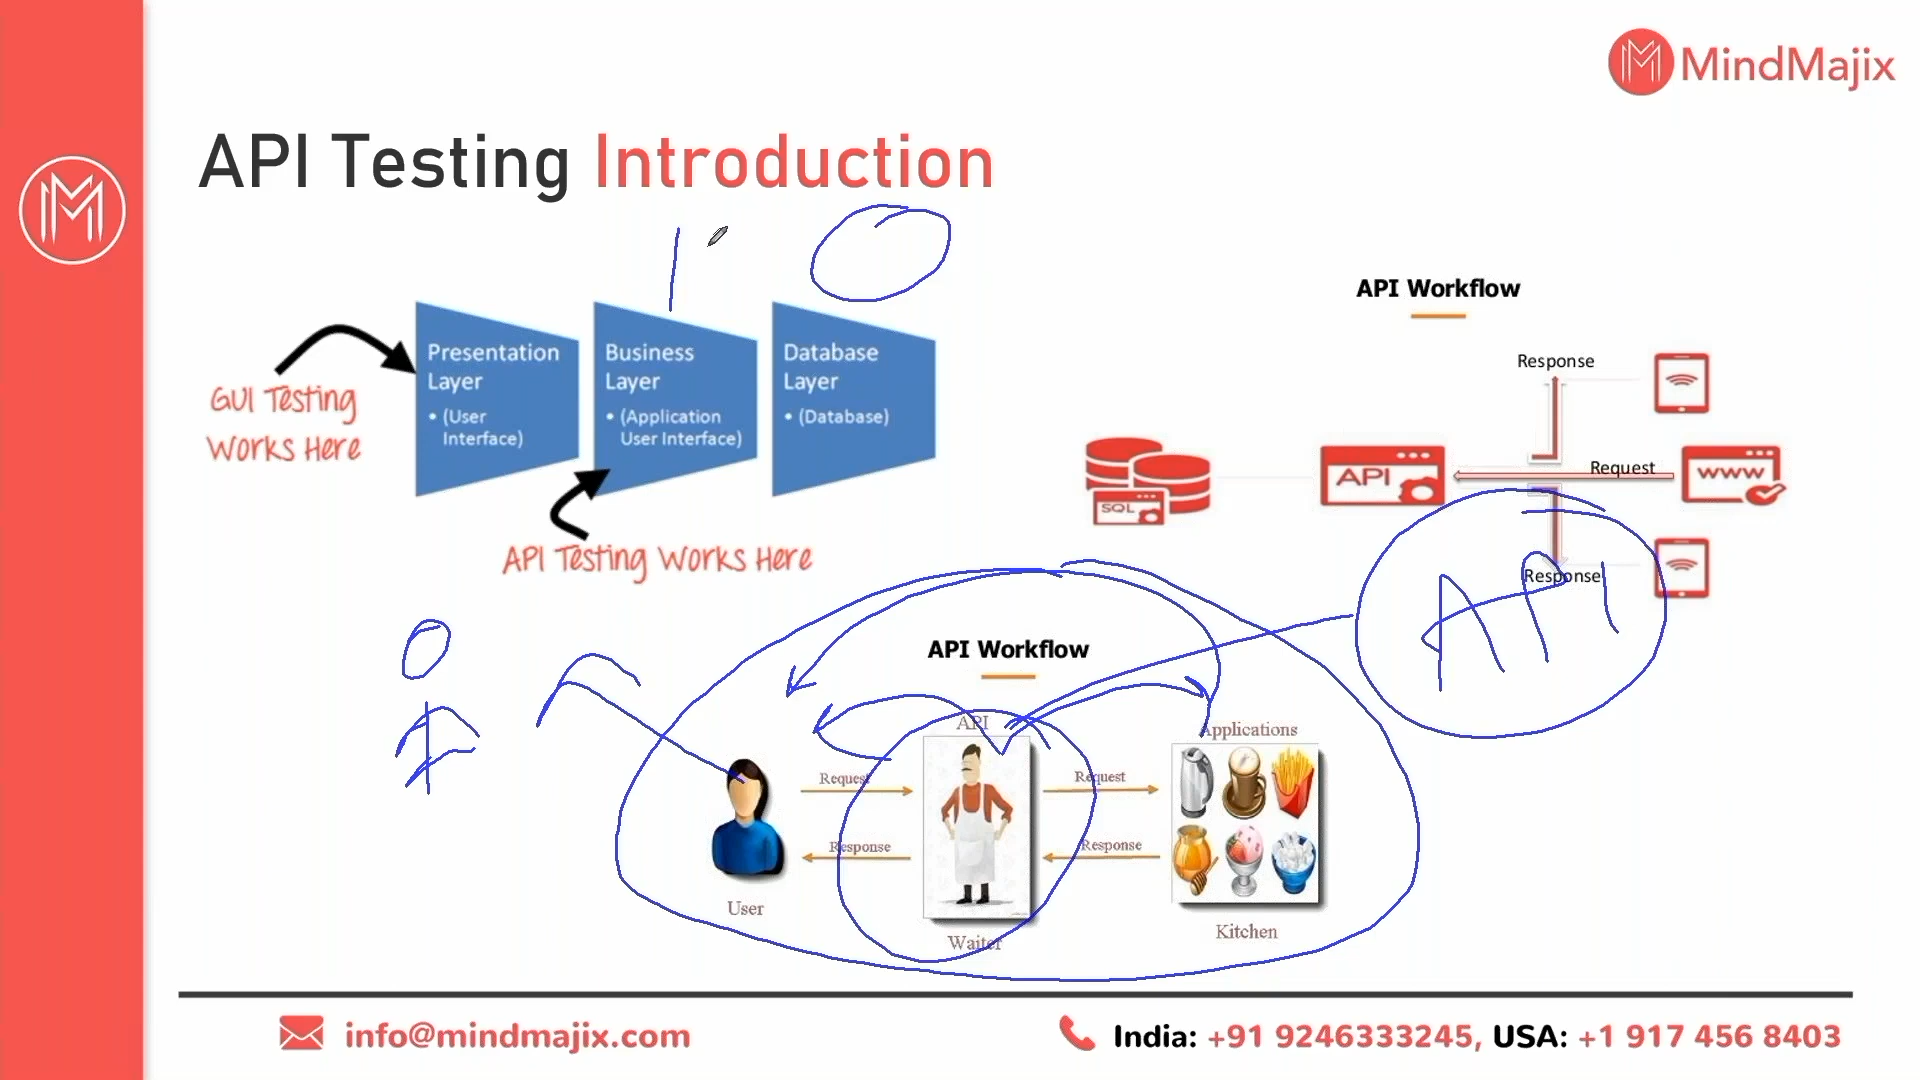 MindMajix
API Testing Introduction
API Workflow
Presentation
Layer
• (User
Interface)
Business
Layer
• (Application
User Interface)
Database
Layer
• (Database)
GUI Testing
Works Here
API Testing Works Here
Response
Request
API
www
SQL
Response
API
API Workflow
API
Applications
Request
Request
Response
Response
User
Waiter
Kitchen
info@mindmajix.com
India: +91 9246333245, USA: +1 917 456 8403